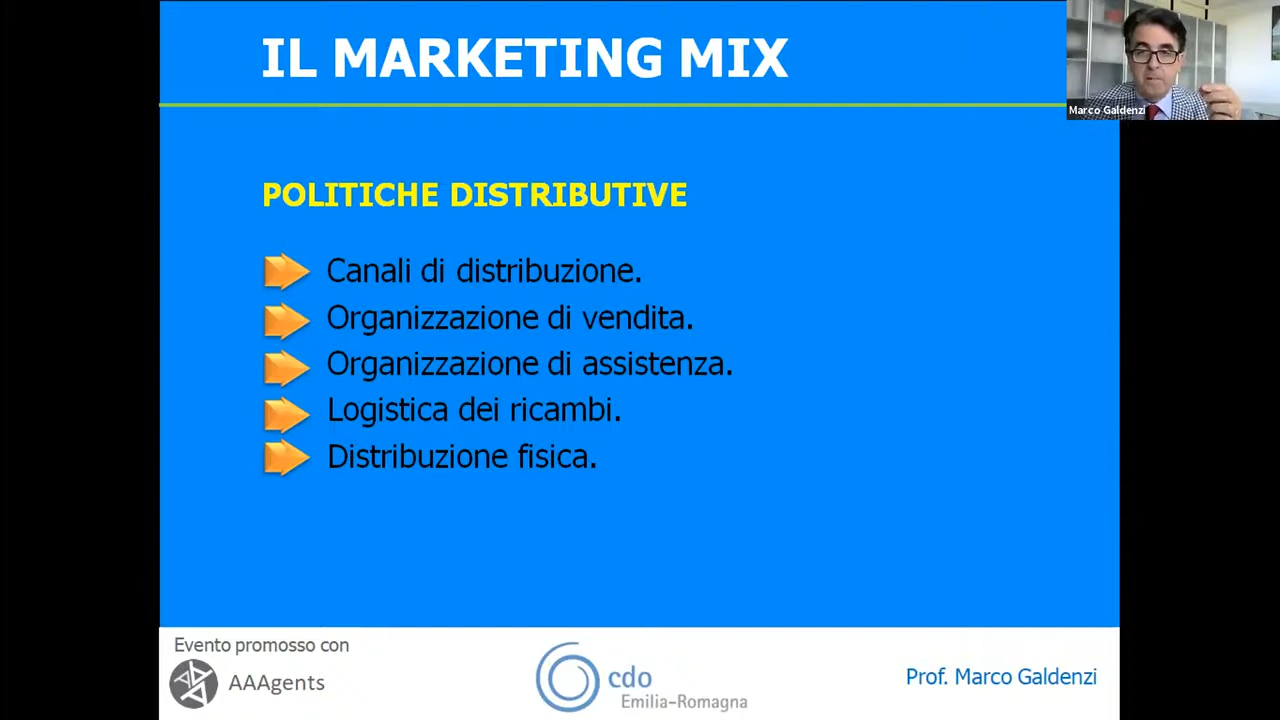 IL MARKETING MIX
Marco Galdenzi
POLITICHE DISTRIBUTIVE
Canali di distribuzione.
Organizzazione di vendita.
Organizzazione di assistenza.
Logistica dei ricambi.
Distribuzione fisica.
Evento promosso con
AAAgents
cdo
Emilia-Romagna
Prof. Marco Galdenzi